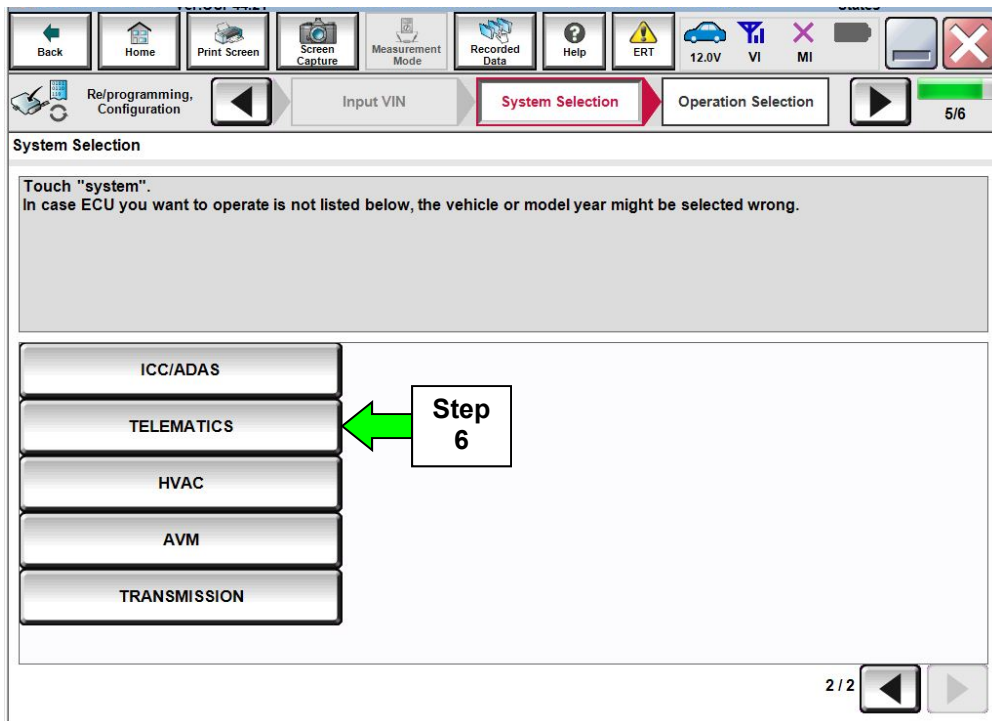 Back
Home
Print Screen
Screen
Capture
Measurement
Mode
Recorded
Data
Help
ERT
12.0V
VI
MI
Re/programming,
Configuration
Input VIN
System Selection
Operation Selection
5/6
System Selection
Touch "system".
In case ECU you want to operate is not listed below, the vehicle or model year might be selected wrong.
ICC/ADAS
TELEMATICS
Step
6
HVAC
AVM
TRANSMISSION
2 / 2